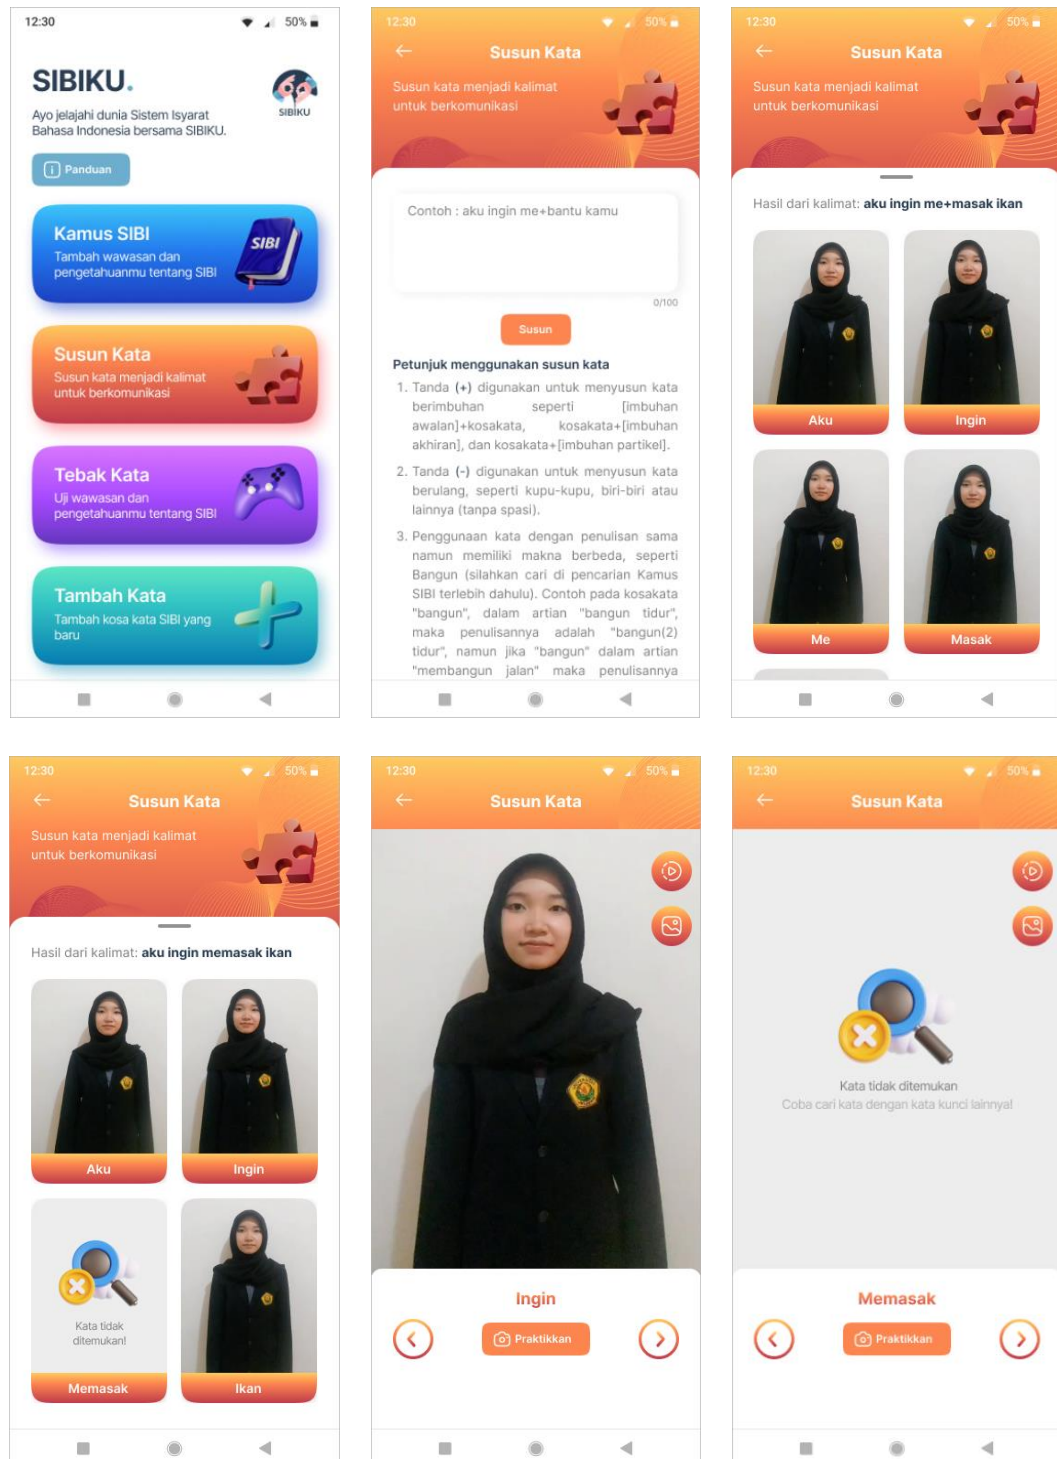 12:30
50%
SIBIKU.
SIBIKU
Ayo jelajahi dunia Sistem Isyarat
Bahasa Indonesia bersama SIBIKU.
Panduan
Kamus SIBI
Tambah wawasan dan
pengetahuanmu tentang SIBI
SIBI
Susun Kata
Susun kata menjadi kalimat
untuk berkomunikasi
Tebak Kata
Uji wawasan dan
pengetahuanmu tentang SIBI
Tambah Kata
Tambah kosa kata SIBI yang
baru
12:30
50%
Susun Kata
Susun kata menjadi kalimat
untuk berkomunikasi
Contoh : aku ingin me+bantu kamu
0/100
Susun
Petunjuk menggunakan susun kata
1. Tanda (+) digunakan untuk menyusun kata
berimbuhan seperti [imbuhan
awalan]+kosakata, kosakata+[imbuhan
akhiran], dan kosakata+[imbuhan partikel].
2. Tanda (-) digunakan untuk menyusun kata
berulang, seperti kupu-kupu, biri-biri atau
lainnya (tanpa spasi).
3. Penggunaan kata dengan penulisan sama
namun memiliki makna berbeda, seperti
Bangun (silahkan cari di pencarian Kamus
SIBI terlebih dahulu). Contoh pada kosakata
"bangun", dalam artian "bangun tidur",
maka penulisannya adalah "bangun(2)
tidur", namun jika "bangun" dalam artian
"membangun jalan" maka penulisannya
12:30
50%
Susun Kata
Susun kata menjadi kalimat
untuk berkomunikasi
Hasil dari kalimat: aku ingin me+masak ikan
Aku
Ingin
Me
Masak
12:30
50%
Susun Kata
Susun kata menjadi kalimat
untuk berkomunikasi
Hasil dari kalimat: aku ingin memasak ikan
Aku
Ingin
Kata tidak
ditemukan!
Memasak
Ikan
12:30
50%
Susun Kata
Ingin
Praktikkan
12:30
50%
Susun Kata
Kata tidak ditemukan
Coba cari kata dengan kata kunci lainnya!
Memasak
Praktikkan